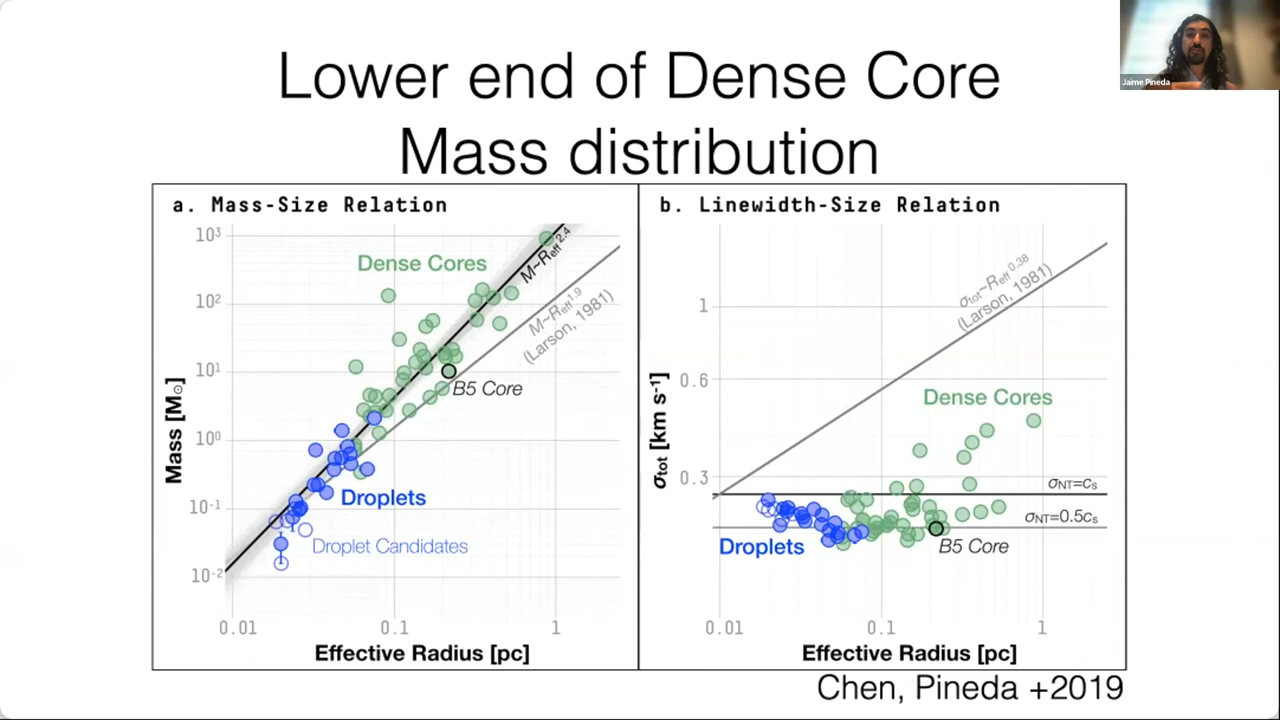 Lower end of Dense Core
Mass distribution
Jaime Pineda
a. Mass-Size Relation
10³
10²
10¹
10⁰
10⁻¹
10⁻²
Mass [M☉]
Dense Cores
M~R_eff^2.4
M~R_eff^1.9
(Larson, 1981)
B5 Core
Droplets
Droplet Candidates
0.01
0.1
1
Effective Radius [pc]
b. Linewidth-Size Relation
1
0.6
0.3
σ_tot [km s⁻¹]
σ_tot~R_eff^0.38
(Larson, 1981)
Dense Cores
σ_NT=c_s
σ_NT=0.5c_s
Droplets
B5 Core
0.01
0.1
1
Effective Radius [pc]
Chen, Pineda +2019